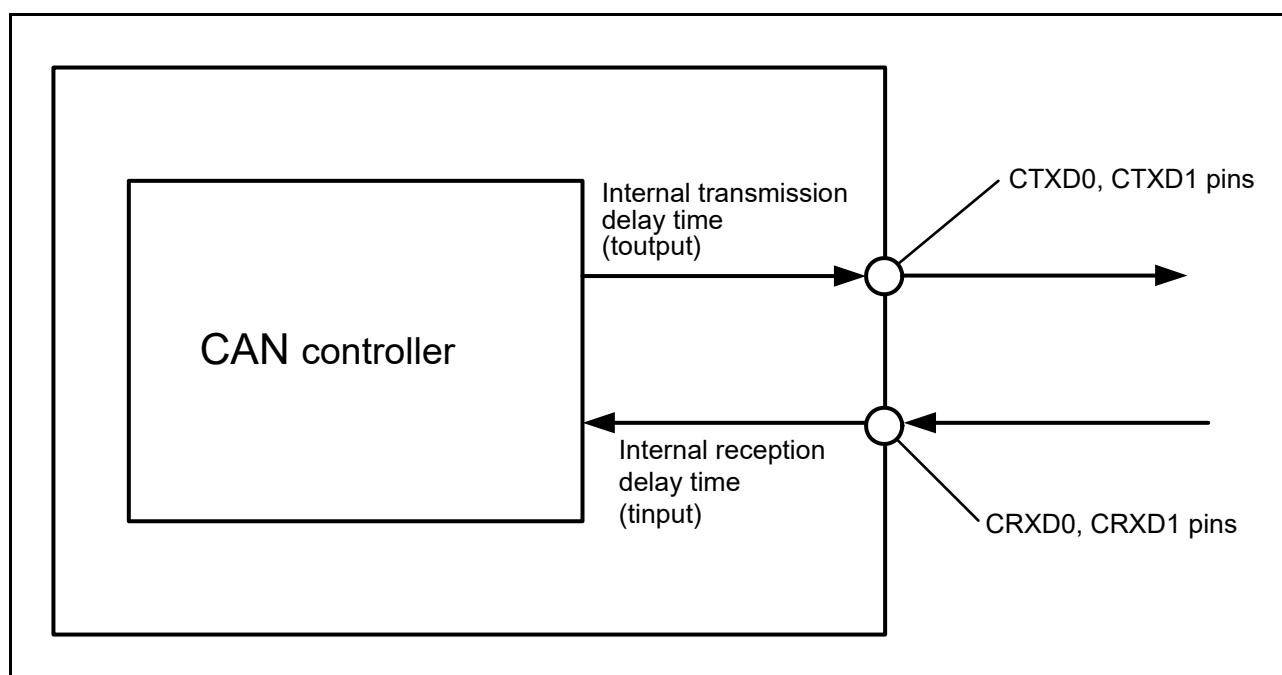 Internal transmission
delay time
(toutput)
CTXD0, CTXD1 pins
CAN controller
Internal reception
delay time
(tinput)
CRXD0, CRXD1 pins